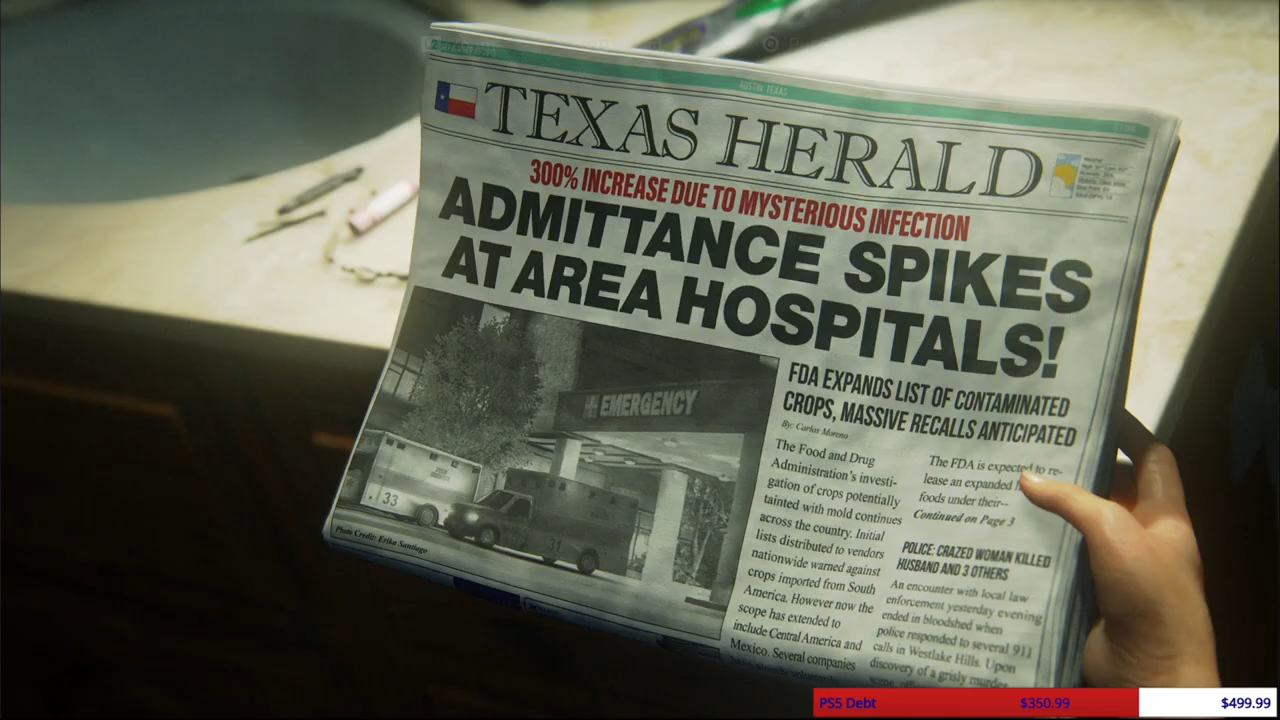 AUSTIN TEXAS
TEXAS HERALD
Weather
300% INCREASE DUE TO MYSTERIOUS INFECTION
ADMITTANCE SPIKES
AT AREA HOSPITALS!
EMERGENCY
33
31
Photo Credit: Erika Santiago
FDA EXPANDS LIST OF CONTAMINATED
CROPS, MASSIVE RECALLS ANTICIPATED
By: Carlos Moreno
The Food and Drug
Administration's investi-
gation of crops potentially
tainted with mold continues
across the country. Initial
lists distributed to vendors
nationwide warned against
crops imported from South
America. However now the
scope has extended to
include Central America and
Mexico. Several companies
The FDA is expected to re-
lease an expanded
foods under their--
Continued on Page 3
POLICE: CRAZED WOMAN KILLED
HUSBAND AND 3 OTHERS
An encounter with local law
enforcement yesterday evening
ended in bloodshed when
police responded to several 911
calls in Westlake Hills. Upon
discovery of a grisly murder
PS5 Debt $350.99 $499.99